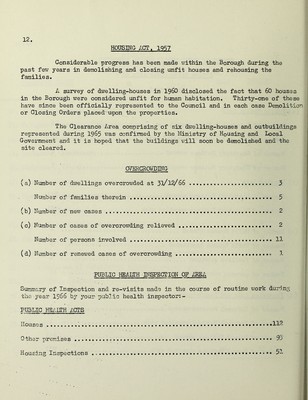 12.
HOUSING ACT, 1957
Considerable progress has been made within the Borough during the
past few years in demolishing and closing unfit houses and rehousing the
families.
A survey of dwelling-houses in 1960 disclosed the fact that 60 houses
in the Borough were considered unfit for human habitation. Thirty-one of these
have since been officially represented to the Council and in each case Demolition
or Closing Orders placed upon the properties.
The Clearance Area comprising of six dwelling-houses and outbuildings
represented during 1965 was confirmed by the Ministry of Housing and Local
Government and it is hoped that the buildings will soon be demolished and the
site cleared.
OVERCROWDING
(a) Number of dwellings overcrowded at 31/12/66 .................... 3
Number of families therein .................... 5
(b) Number of new cases .................... 2
(c) Number of cases of overcrowding relieved .................... 2
Number of persons involved .................... 11
(d) Number of renewed cases of overcrowding .................... 1
PUBLIC HEALTH INSPECTION OF AREA
Summary of Inspection and re-visits made in the course of routine work during
the year 1966 by your public health inspectors:-
PUBLIC HEALTH ACTS
Houses ....................112
Other premises .................... 93
Housing Inspections .................... 52